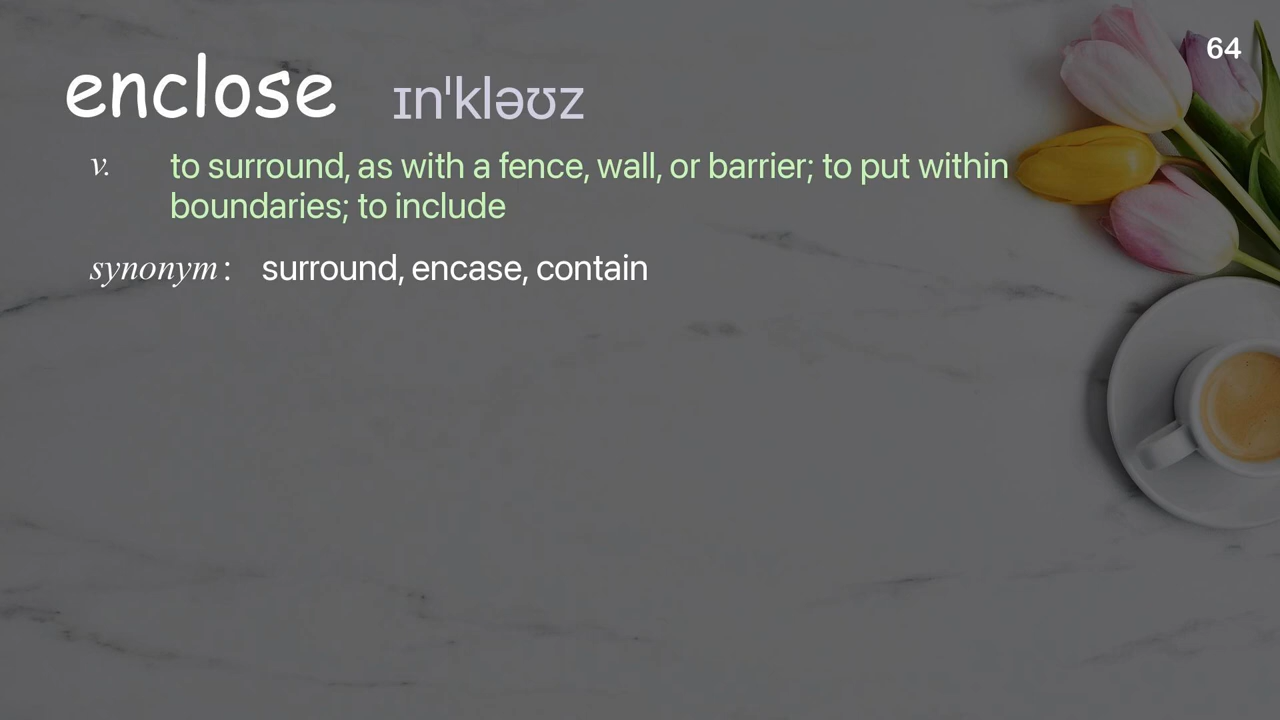 64
enclose ɪnˈkləʊz
v. to surround, as with a fence, wall, or barrier; to put within
boundaries; to include
synonym: surround, encase, contain